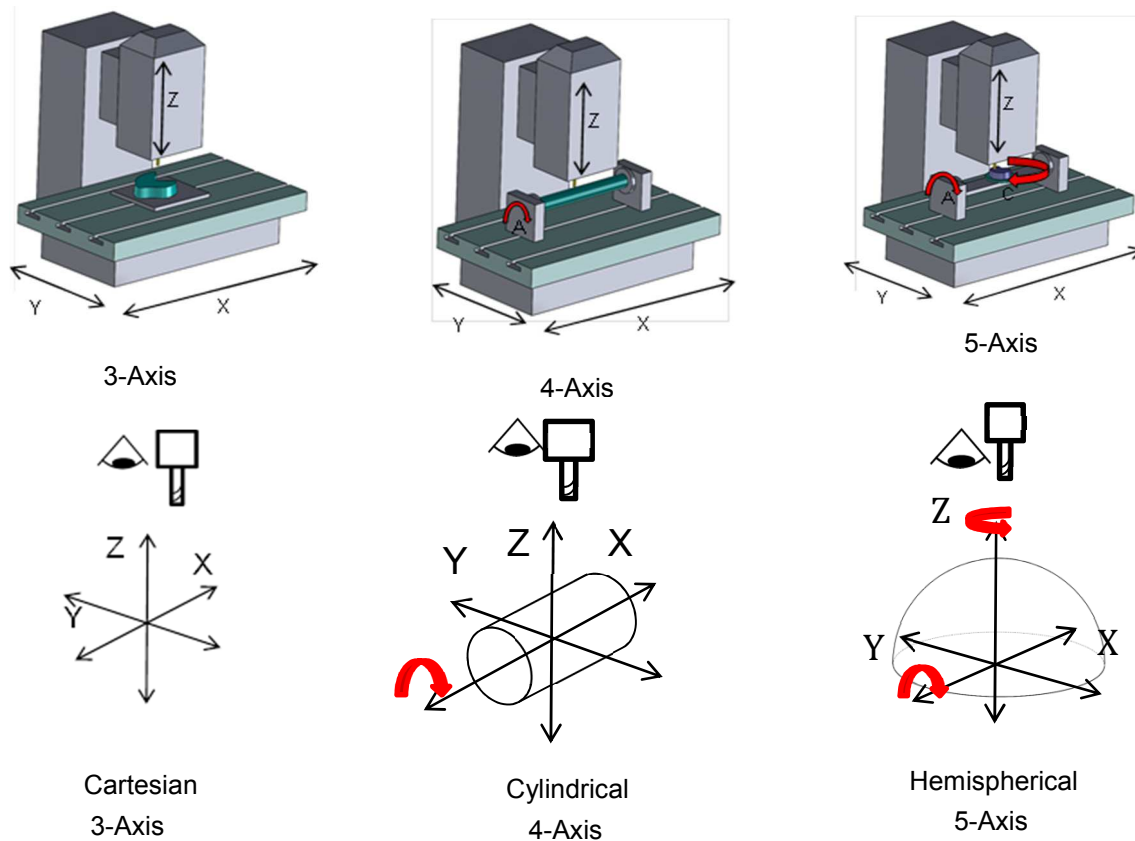 Z
Y
X
3-Axis
Z
A
Y
X
4-Axis
Z
A
C
Y
X
5-Axis
Z
X
Y
Cartesian
3-Axis
Y
Z
X
Cylindrical
4-Axis
Z
Y
X
Hemispherical
5-Axis